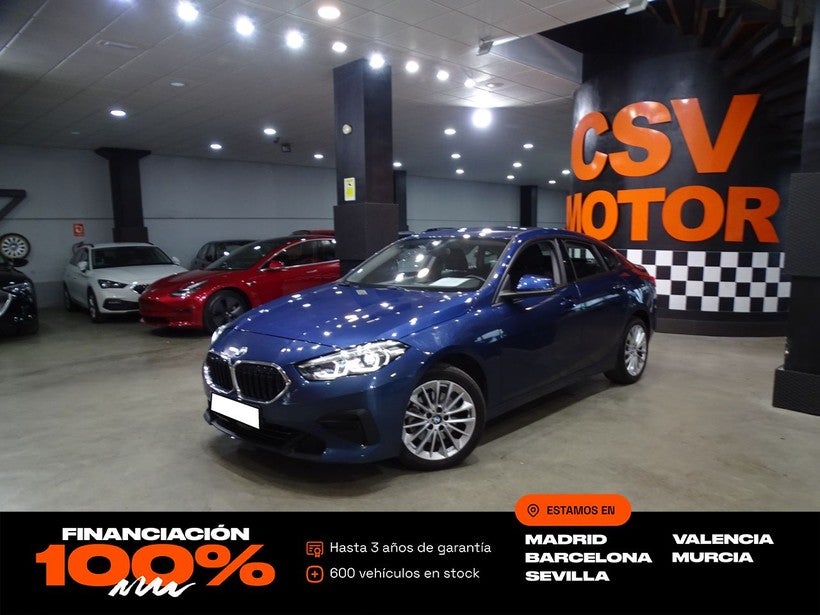 CSV
MOTOR
ESTAMOS EN
FINANCIACIÓN
100%
Hasta 3 años de garantía
600 vehículos en stock
MADRID
BARCELONA
SEVILLA
VALENCIA
MURCIA